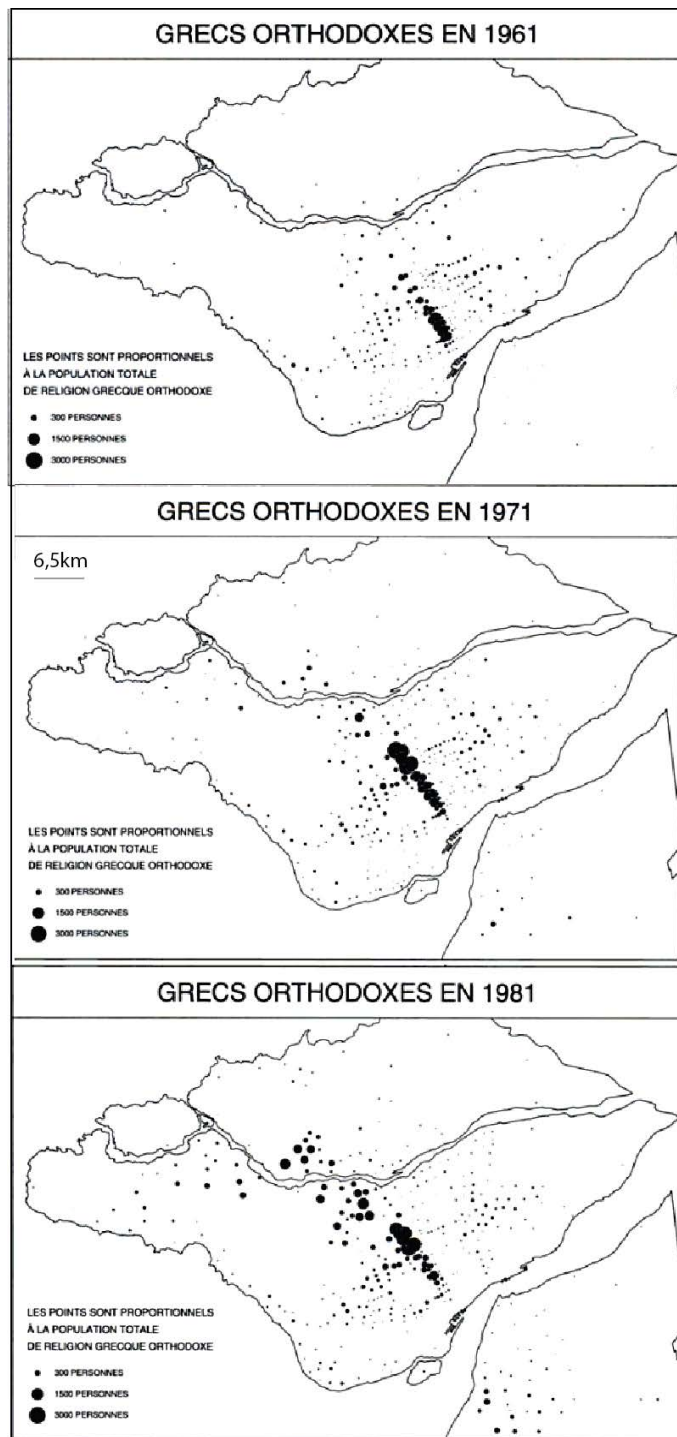 GRECS ORTHODOXES EN 1961
LES POINTS SONT PROPORTIONNELS
À LA POPULATION TOTALE
DE RELIGION GRECQUE ORTHODOXE
300 PERSONNES
1500 PERSONNES
3000 PERSONNES
GRECS ORTHODOXES EN 1971
6,5km
LES POINTS SONT PROPORTIONNELS
À LA POPULATION TOTALE
DE RELIGION GRECQUE ORTHODOXE
300 PERSONNES
1500 PERSONNES
3000 PERSONNES
GRECS ORTHODOXES EN 1981
LES POINTS SONT PROPORTIONNELS
À LA POPULATION TOTALE
DE RELIGION GRECQUE ORTHODOXE
300 PERSONNES
1500 PERSONNES
3000 PERSONNES